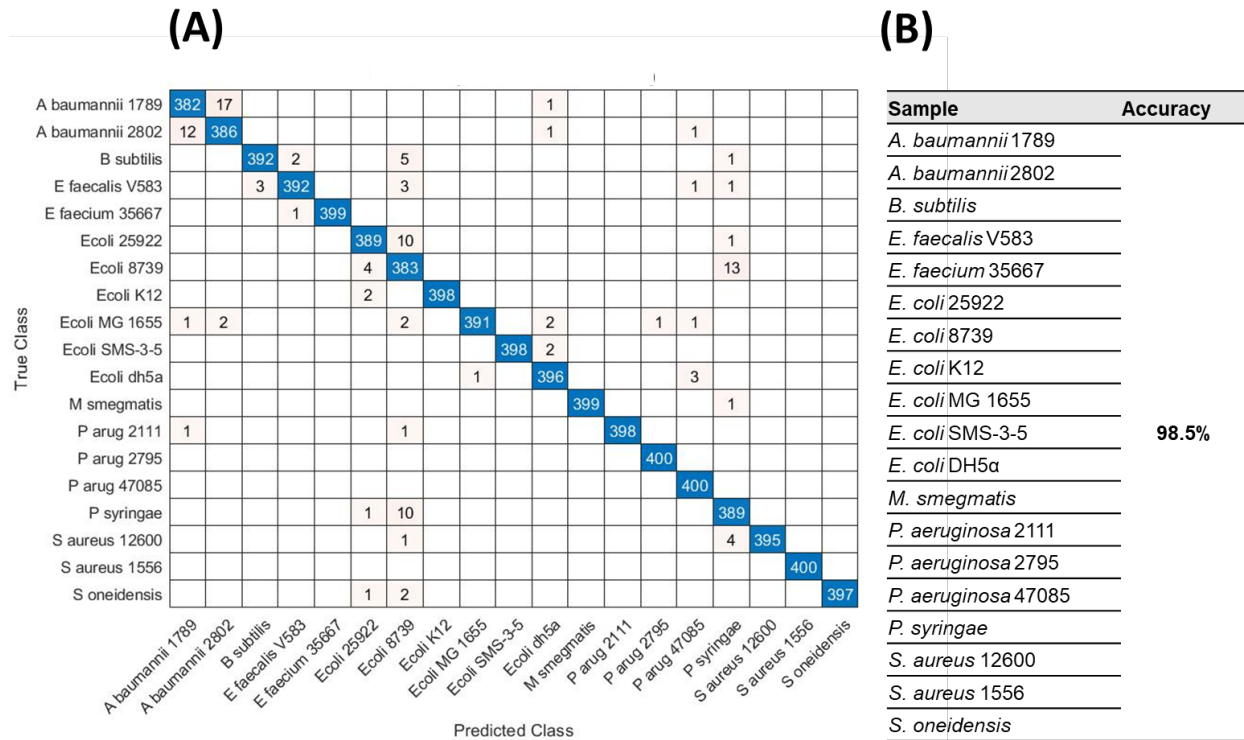 (A)
(B)
True Class
A baumannii 1789 382 17 1
A baumannii 2802 12 386 1 1
B subtilis 392 2 5 1
E faecalis V583 3 392 3 1 1
E faecium 35667 1 399
Ecoli 25922 389 10 1
Ecoli 8739 4 383 13
Ecoli K12 2 398
Ecoli MG 1655 1 2 2 391 2 1 1
Ecoli SMS-3-5 398 2
Ecoli dh5a 1 396 3
M smegmatis 399 1
P arug 2111 1 1 398
P arug 2795 400
P arug 47085 400
P syringae 1 10 389
S aureus 12600 1 4 395
S aureus 1556 400
S oneidensis 1 2 397
A baumannii 1789
A baumannii 2802
B subtilis
E faecalis V583
E faecium 35667
Ecoli 25922
Ecoli 8739
Ecoli K12
Ecoli MG 1655
Ecoli SMS-3-5
Ecoli dh5a
M smegmatis
P arug 2111
P arug 2795
P arug 47085
P syringae
S aureus 12600
S aureus 1556
S oneidensis
Predicted Class
Sample Accuracy
A. baumannii 1789
A. baumannii 2802
B. subtilis
E. faecalis V583
E. faecium 35667
E. coli 25922
E. coli 8739
E. coli K12
E. coli MG 1655
E. coli SMS-3-5 98.5%
E. coli DH5α
M. smegmatis
P. aeruginosa 2111
P. aeruginosa 2795
P. aeruginosa 47085
P. syringae
S. aureus 12600
S. aureus 1556
S. oneidensis